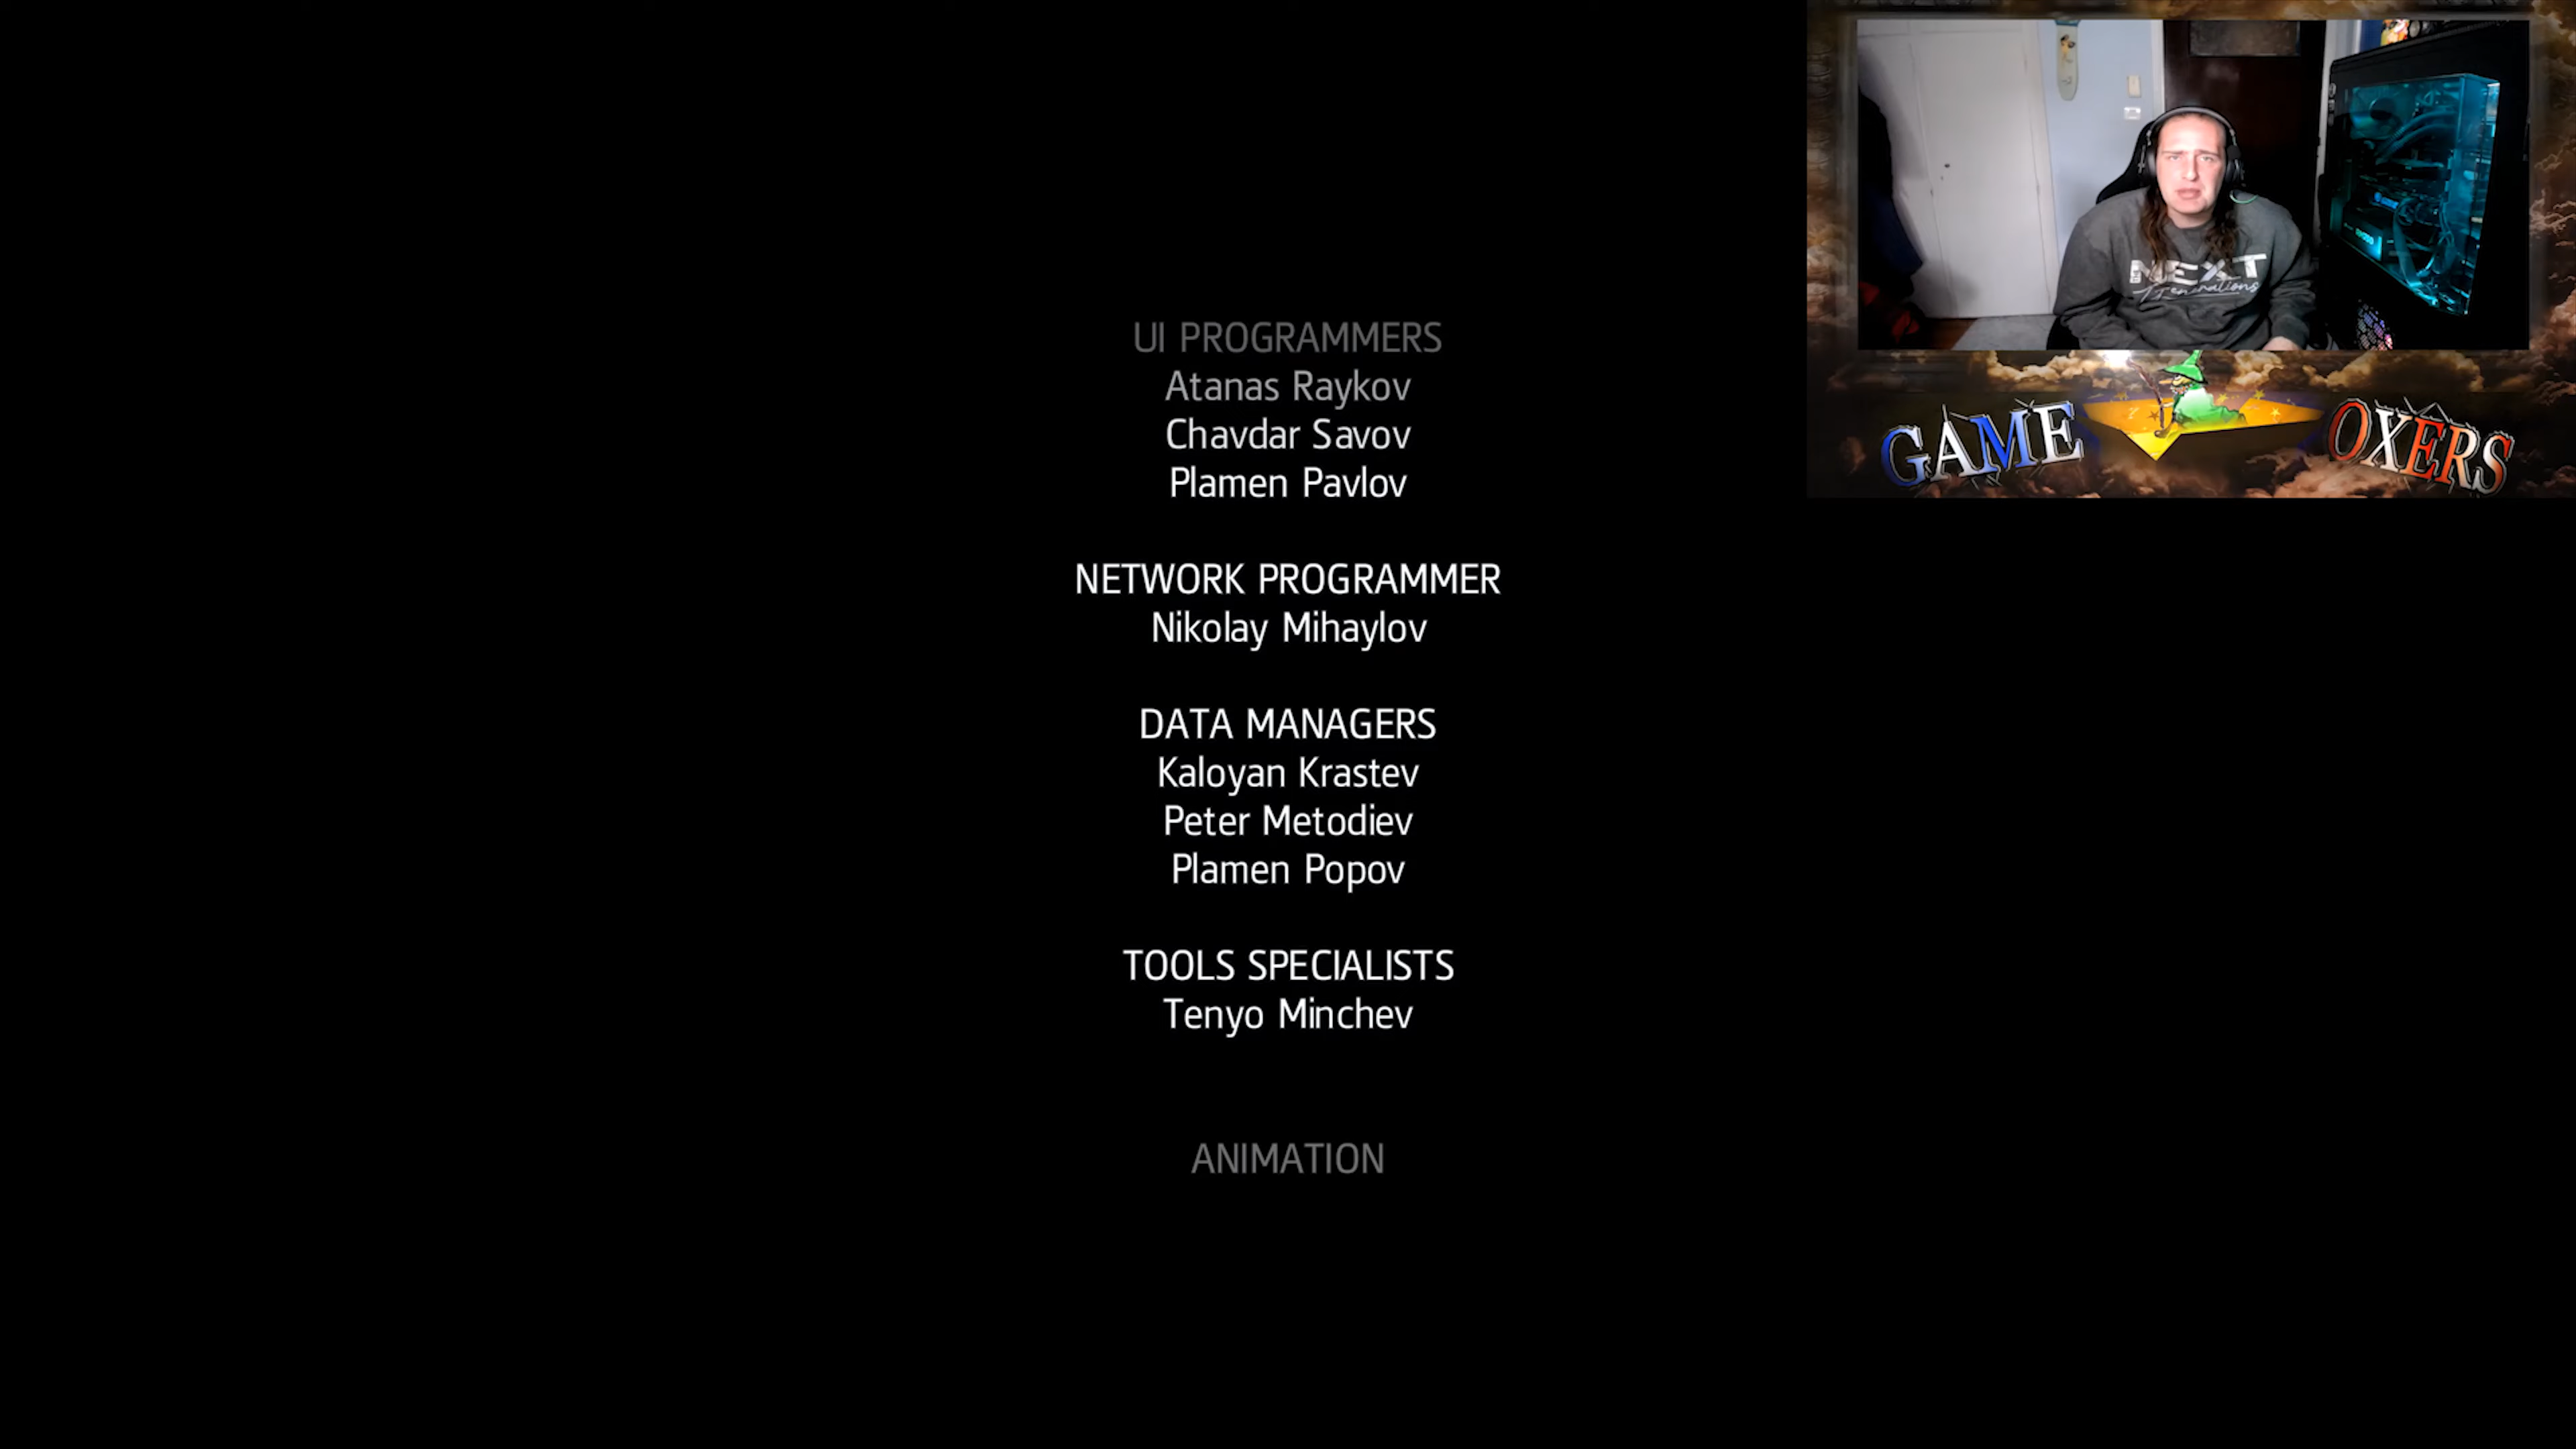 UI PROGRAMMERS
Atanas Raykov
Chavdar Savov
Plamen Pavlov
NETWORK PROGRAMMER
Nikolay Mihaylov
DATA MANAGERS
Kaloyan Krastev
Peter Metodiev
Plamen Popov
TOOLS SPECIALISTS
Tenyo Minchev
ANIMATION
NEXT
GAME OXERS